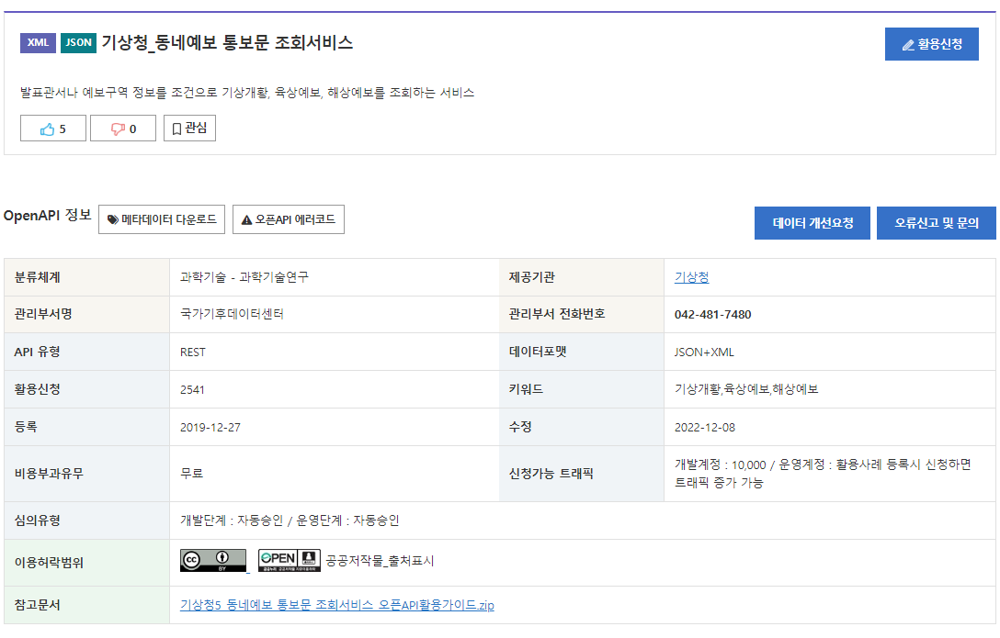 XML JSON 기상청_동네예보 통보문 조회서비스
활용신청
발표관서나 예보구역 정보를 조건으로 기상개황, 육상예보, 해상예보를 조회하는 서비스
5 0 관심
OpenAPI 정보 메타데이터 다운로드 오픈API 에러코드
데이터 개선요청 오류신고 및 문의
분류체계 과학기술 - 과학기술연구 제공기관 기상청
관리부서명 국가기후데이터센터 관리부서 전화번호 042-481-7480
API 유형 REST 데이터포맷 JSON+XML
활용신청 2541 키워드 기상개황,육상예보,해상예보
등록 2019-12-27 수정 2022-12-08
비용부과유무 무료 신청가능 트래픽 개발계정 : 10,000 / 운영계정 : 활용사례 등록시 신청하면
트래픽 증가 가능
심의유형 개발단계 : 자동승인 / 운영단계 : 자동승인
이용허락범위 cc BY OPEN 공공저작물_출처표시
참고문서 기상청5_동네예보 통보문 조회서비스_오픈API활용가이드.zip